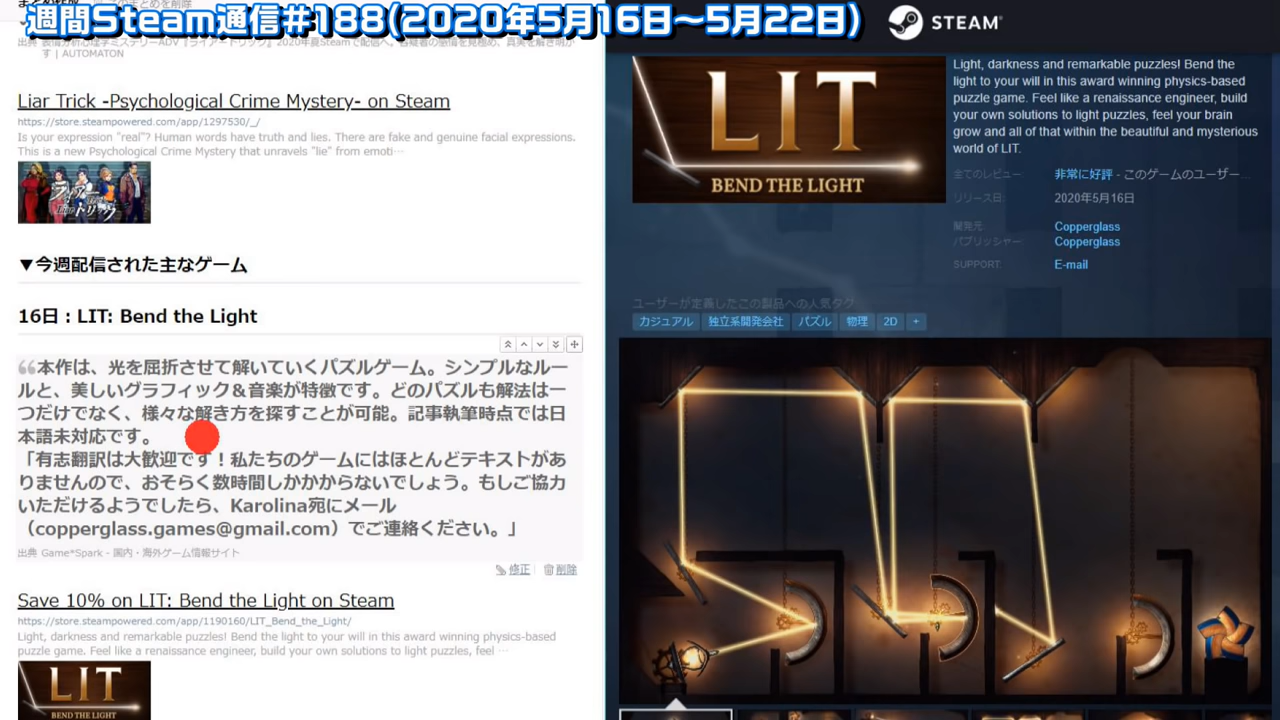 週間Steam通信#188(2020年5月16日～5月22日)
す | AUTOMATON
Liar Trick -Psychological Crime Mystery- on Steam
https://store.steampowered.com/app/1297530/_/
Is your expression "real"? Human words have truth and lies. There are fake and genuine facial expressions.
This is a new Psychological Crime Mystery that unravels "lie" from emoti…
ライアートリック
▼今週配信された主なゲーム
16日：LIT: Bend the Light
本作は、光を屈折させて解いていくパズルゲーム。シンプルなルー
ルと、美しいグラフィック＆音楽が特徴です。どのパズルも解法は一
つだけでなく、様々な解き方を探すことが可能。記事執筆時点では日
本語未対応です。
「有志翻訳は大歓迎です！私たちのゲームにはほとんどテキストがあ
りませんので、おそらく数時間しかかからないでしょう。もしご協力
いただけるようでしたら、Karolina宛にメール
（copperglass.games@gmail.com）でご連絡ください。」
出典 Game*Spark - 国内・海外ゲーム情報サイト
修正 削除
Save 10% on LIT: Bend the Light on Steam
https://store.steampowered.com/app/1190160/LIT_Bend_the_Light/
Light, darkness and remarkable puzzles! Bend the light to your will in this award winning physics-based
puzzle game. Feel like a renaissance engineer, build your own solutions to light puzzles, feel …
LIT
BEND THE LIGHT
STEAM
LIT
BEND THE LIGHT
Light, darkness and remarkable puzzles! Bend the
light to your will in this award winning physics-based
puzzle game. Feel like a renaissance engineer, build
your own solutions to light puzzles, feel your brain
grow and all of that within the beautiful and mysterious
world of LIT.
全てのレビュー: 非常に好評 - このゲームのユーザー...
リリース日: 2020年5月16日
開発元: Copperglass
パブリッシャー: Copperglass
SUPPORT: E-mail
ユーザーが定義したこの製品への人気タグ:
カジュアル 独立系開発会社 パズル 物理 2D +